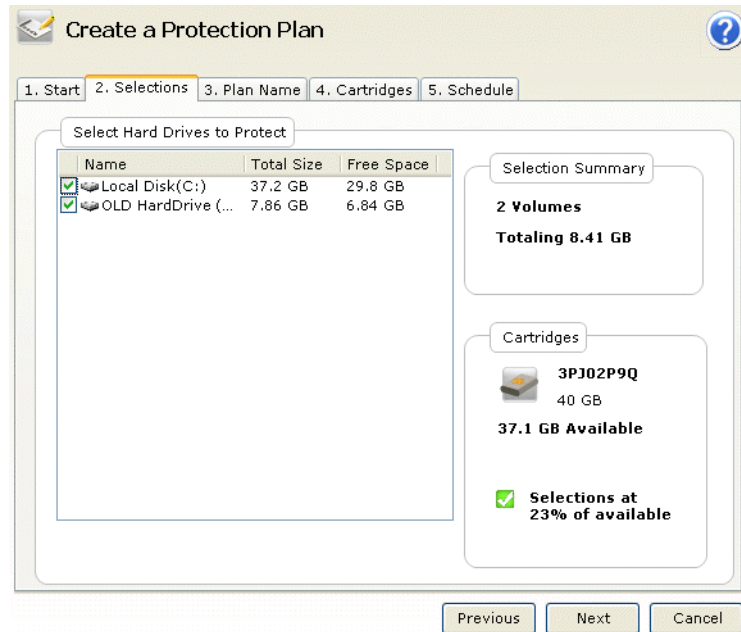 Create a Protection Plan
?
1. Start 2. Selections 3. Plan Name 4. Cartridges 5. Schedule
Select Hard Drives to Protect
Name Total Size Free Space
Local Disk(C:) 37.2 GB 29.8 GB
OLD HardDrive (... 7.86 GB 6.84 GB
Selection Summary
2 Volumes
Totaling 8.41 GB
Cartridges
3PJ02P9Q
40 GB
37.1 GB Available
Selections at
23% of available
Previous Next Cancel